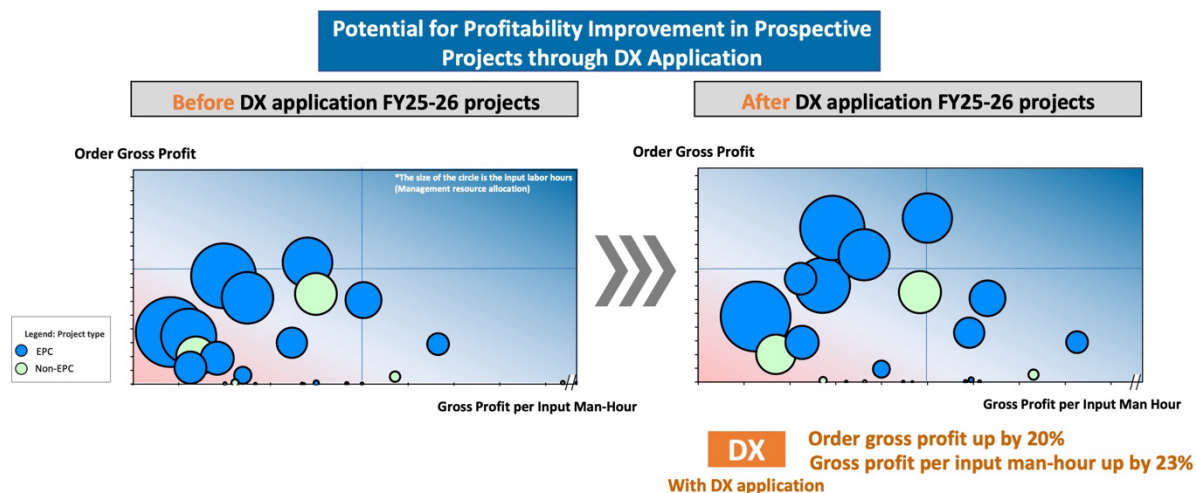 Potential for Profitability Improvement in Prospective
Projects through DX Application
Before DX application FY25-26 projects
After DX application FY25-26 projects
Order Gross Profit
*The size of the circle is the input labor hours
(Management resource allocation)
Legend: Project type
EPC
Non-EPC
Gross Profit per Input Man-Hour
Order Gross Profit
Gross Profit per Input Man Hour
DX
With DX application
Order gross profit up by 20%
Gross profit per input man-hour up by 23%